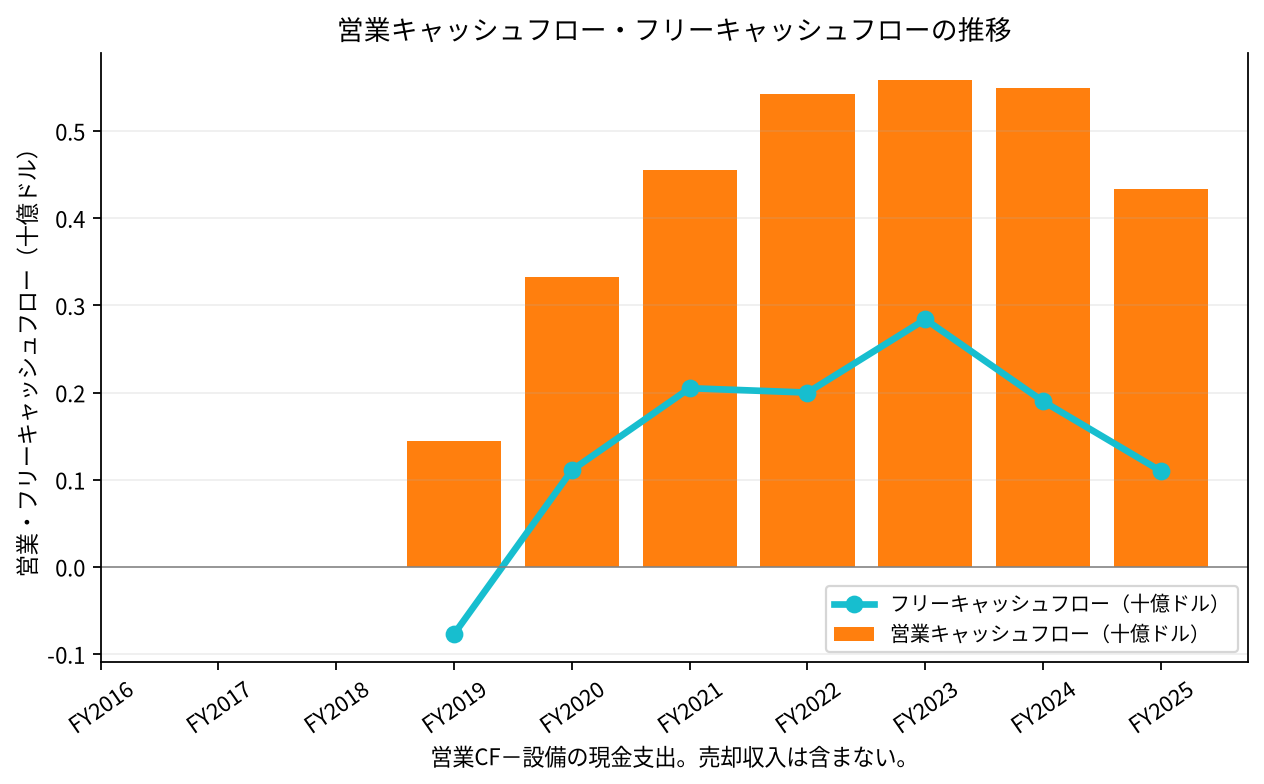 営業キャッシュフロー・フリーキャッシュフローの推移
営業・フリーキャッシュフロー（十億ドル）
0.5
0.4
0.3
0.2
0.1
0.0
-0.1
フリーキャッシュフロー（十億ドル）
営業キャッシュフロー（十億ドル）
FY2016
FY2017
FY2018
FY2019
FY2020
FY2021
FY2022
FY2023
FY2024
FY2025
営業CF－設備の現金支出。売却収入は含まない。